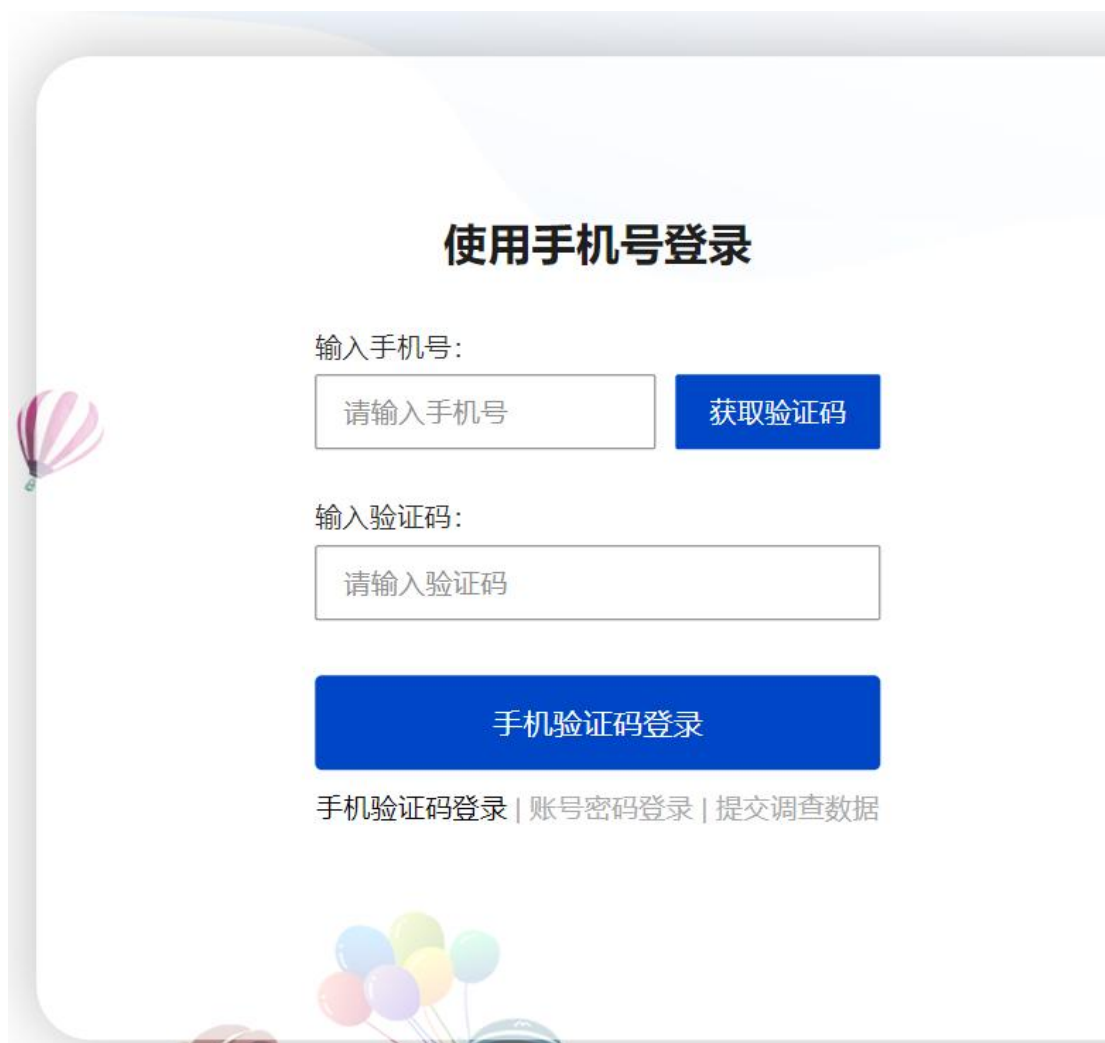 使用手机号登录
输入手机号：
请输入手机号 获取验证码
输入验证码：
请输入验证码
手机验证码登录
手机验证码登录 | 账号密码登录 | 提交调查数据